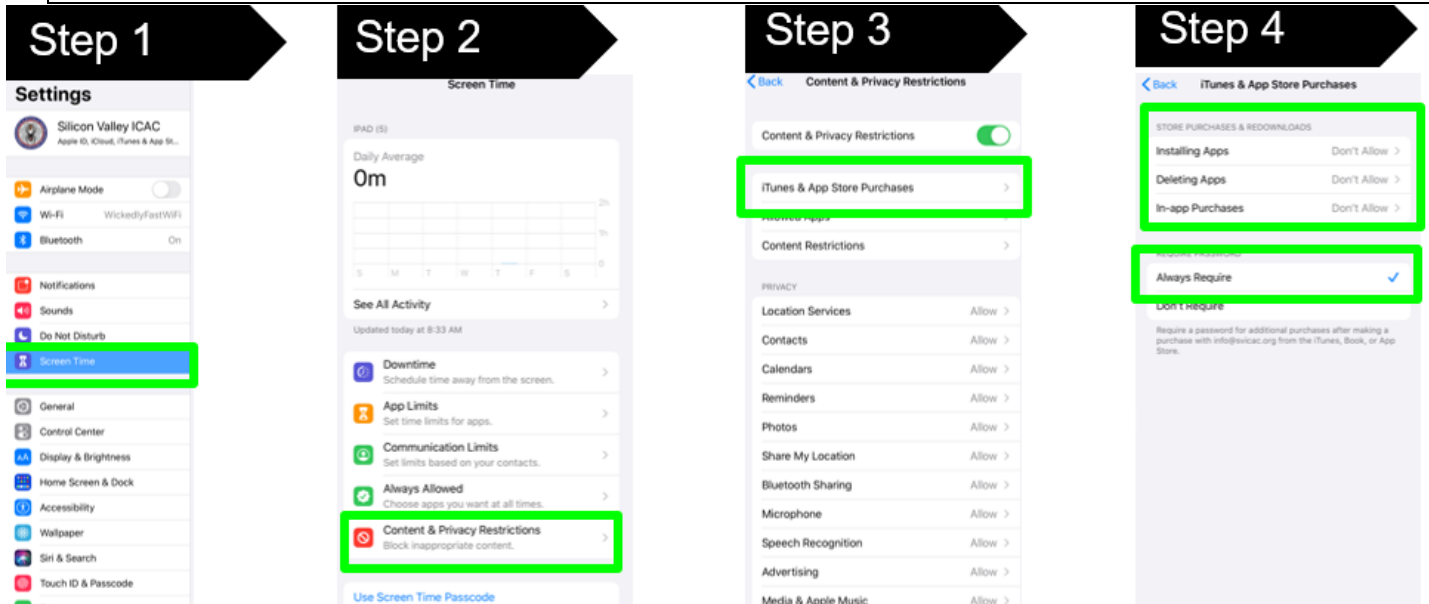 Step 1
Settings
Silicon Valley ICAC
Apple ID, iCloud, iTunes & App St...
Airplane Mode
Wi-Fi WickedlyFastWiFi
Bluetooth On
Notifications
Sounds
Do Not Disturb
Screen Time
General
Control Center
Display & Brightness
Home Screen & Dock
Accessibility
Wallpaper
Siri & Search
Touch ID & Passcode
Step 2
Screen Time
IPAD (5)
Daily Average
0m
2h
1h
0
S M T W T F S
See All Activity
Updated today at 8:33 AM
Downtime
Schedule time away from the screen.
App Limits
Set time limits for apps.
Communication Limits
Set limits based on your contacts.
Always Allowed
Choose apps you want at all times.
Content & Privacy Restrictions
Block inappropriate content.
Use Screen Time Passcode
Step 3
Back Content & Privacy Restrictions
Content & Privacy Restrictions
iTunes & App Store Purchases
Allowed Apps
Content Restrictions
PRIVACY
Location Services Allow
Contacts Allow
Calendars Allow
Reminders Allow
Photos Allow
Share My Location Allow
Bluetooth Sharing Allow
Microphone Allow
Speech Recognition Allow
Advertising Allow
Media & Apple Music Allow
Step 4
Back iTunes & App Store Purchases
STORE PURCHASES & REDOWNLOADS
Installing Apps Don't Allow
Deleting Apps Don't Allow
In-app Purchases Don't Allow
REQUIRE PASSWORD
Always Require
Don't Require
Require a password for additional purchases after making a
purchase with info@svicac.org from the iTunes, Book, or App
Store.